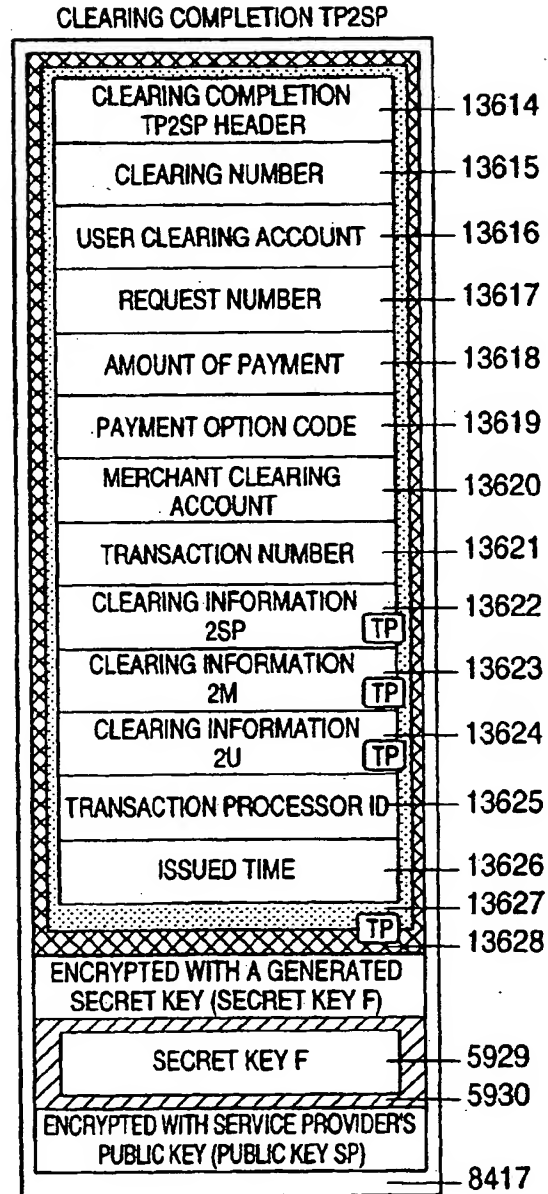 CLEARING COMPLETION TP2SP
CLEARING COMPLETION
TP2SP HEADER
13614
CLEARING NUMBER
13615
USER CLEARING ACCOUNT
13616
REQUEST NUMBER
13617
AMOUNT OF PAYMENT
13618
PAYMENT OPTION CODE
13619
MERCHANT CLEARING
ACCOUNT
13620
TRANSACTION NUMBER
13621
CLEARING INFORMATION
2SP
TP
13622
CLEARING INFORMATION
2M
TP
13623
CLEARING INFORMATION
2U
TP
13624
TRANSACTION PROCESSOR ID
13625
ISSUED TIME
13626
13627
TP
13628
ENCRYPTED WITH A GENERATED
SECRET KEY (SECRET KEY F)
SECRET KEY F
5929
5930
ENCRYPTED WITH SERVICE PROVIDER'S
PUBLIC KEY (PUBLIC KEY SP)
8417